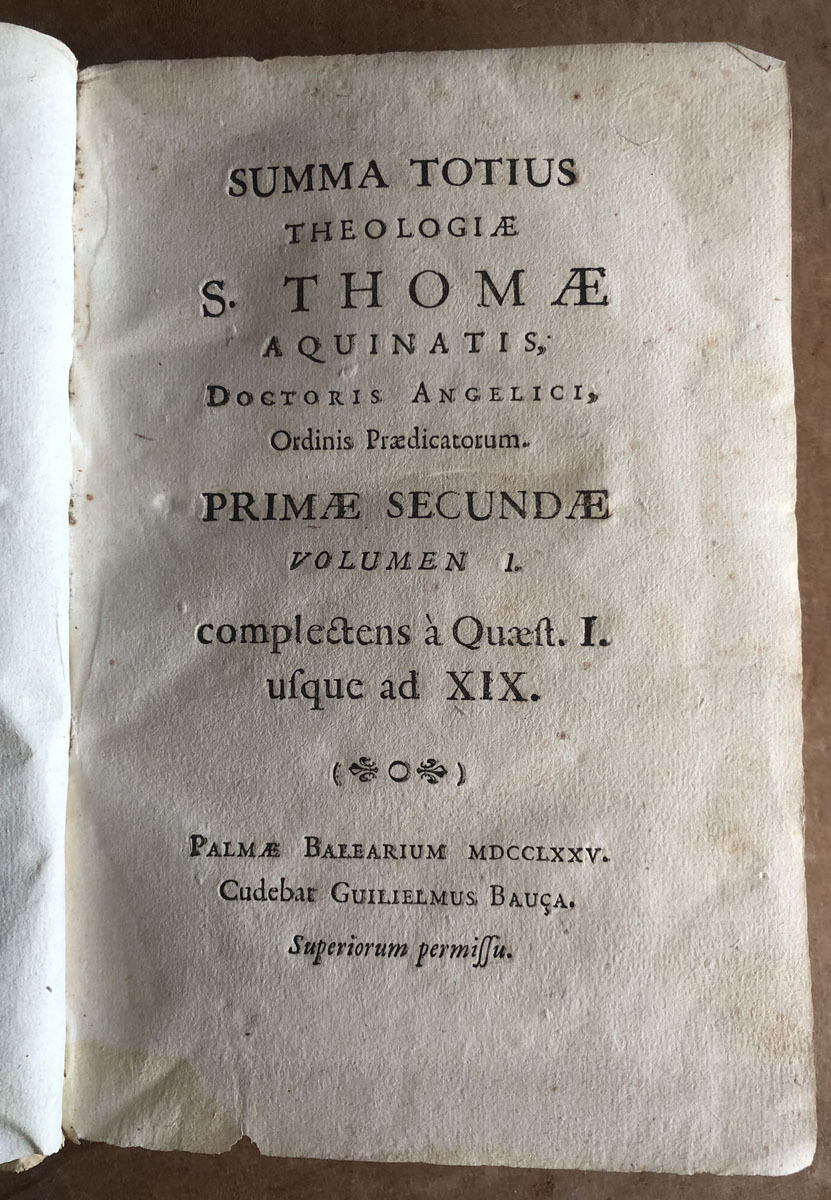 SUMMA TOTIUS
THEOLOGIÆ
S. THOMÆ
AQUINATIS,
DOCTORIS ANGELICI,
Ordinis Prædicatorum.
PRIMÆ SECUNDÆ
VOLUMEN I.
complectens à Quæſt. I.
uſque ad XIX.
PALMÆ BALEARIUM MDCCLXXV.
Cudebat GUILIELMUS BAUÇA.
Superiorum permiſſu.